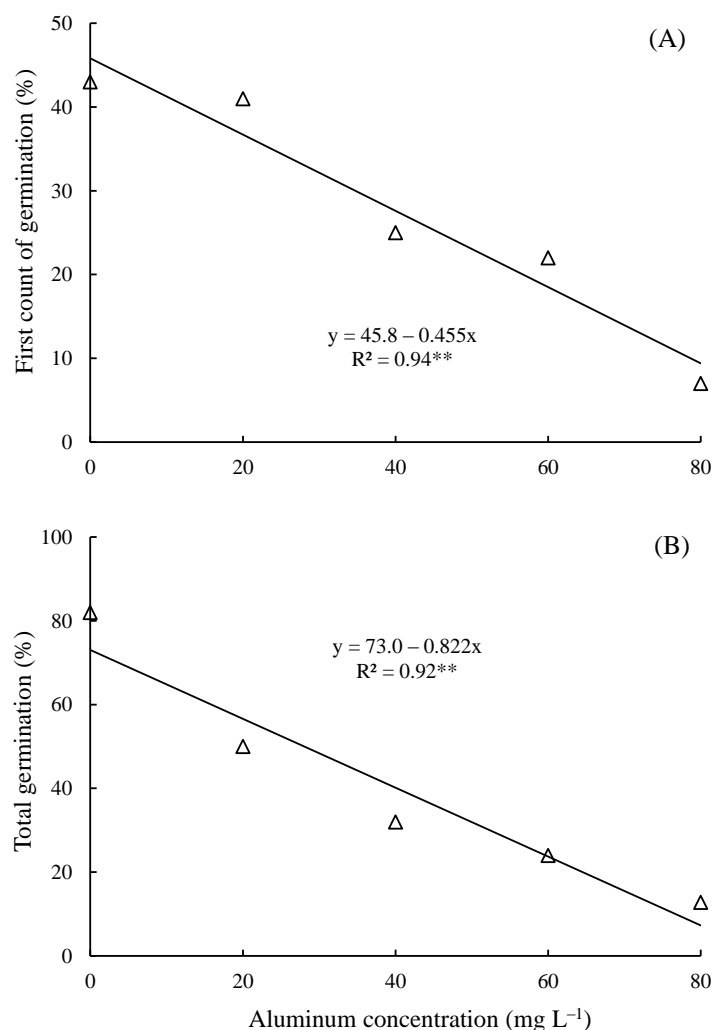 (A)
First count of germination (%)
50
40
30
20
10
0
y = 45.8 – 0.455x
R² = 0.94**
0 20 40 60 80
(B)
Total germination (%)
100
80
60
40
20
0
y = 73.0 – 0.822x
R² = 0.92**
0 20 40 60 80
Aluminum concentration (mg L⁻¹)